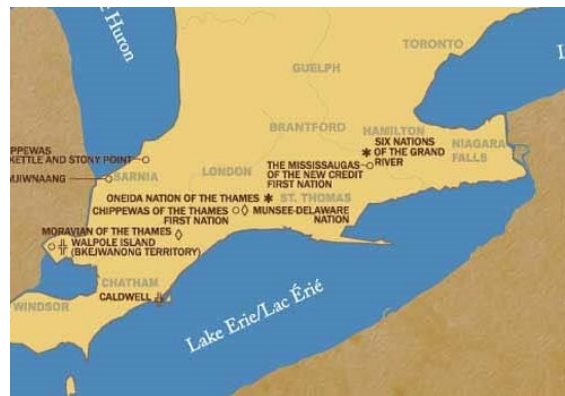 Huron
TORONTO
GUELPH
BRANTFORD
HAMILTON
SIX NATIONS
OF THE GRAND
RIVER
NIAGARA
FALLS
PPEWAS
KETTLE AND STONY POINT
THE MISSISSAUGAS
OF THE NEW CREDIT
FIRST NATION
LONDON
SARNIA
ONEIDA NATION OF THE THAMES
ST. THOMAS
CHIPPEWAS OF THE THAMES
FIRST NATION
MUNSEE-DELAWARE
NATION
MORAVIAN OF THE THAMES
WALPOLE ISLAND
(BKEJWANONG TERRITORY)
CHATHAM
CALDWELL
WINDSOR
Lake Erie/Lac Érié